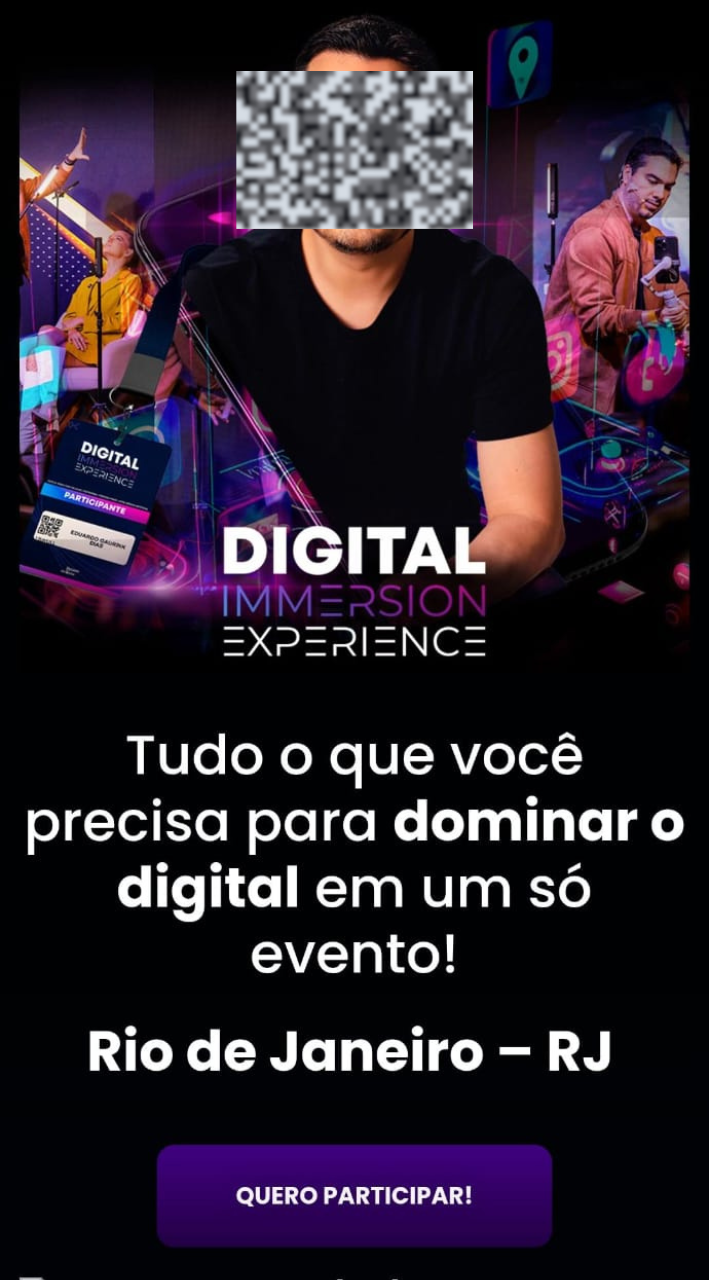 DIGITAL
IMMERSION
EXPERIENCE
PARTICIPANTE
DIAS
DIGITAL
IMMERSION
EXPERIENCE
Tudo o que você
precisa para dominar o
digital em um só
evento!
Rio de Janeiro – RJ
QUERO PARTICIPAR!